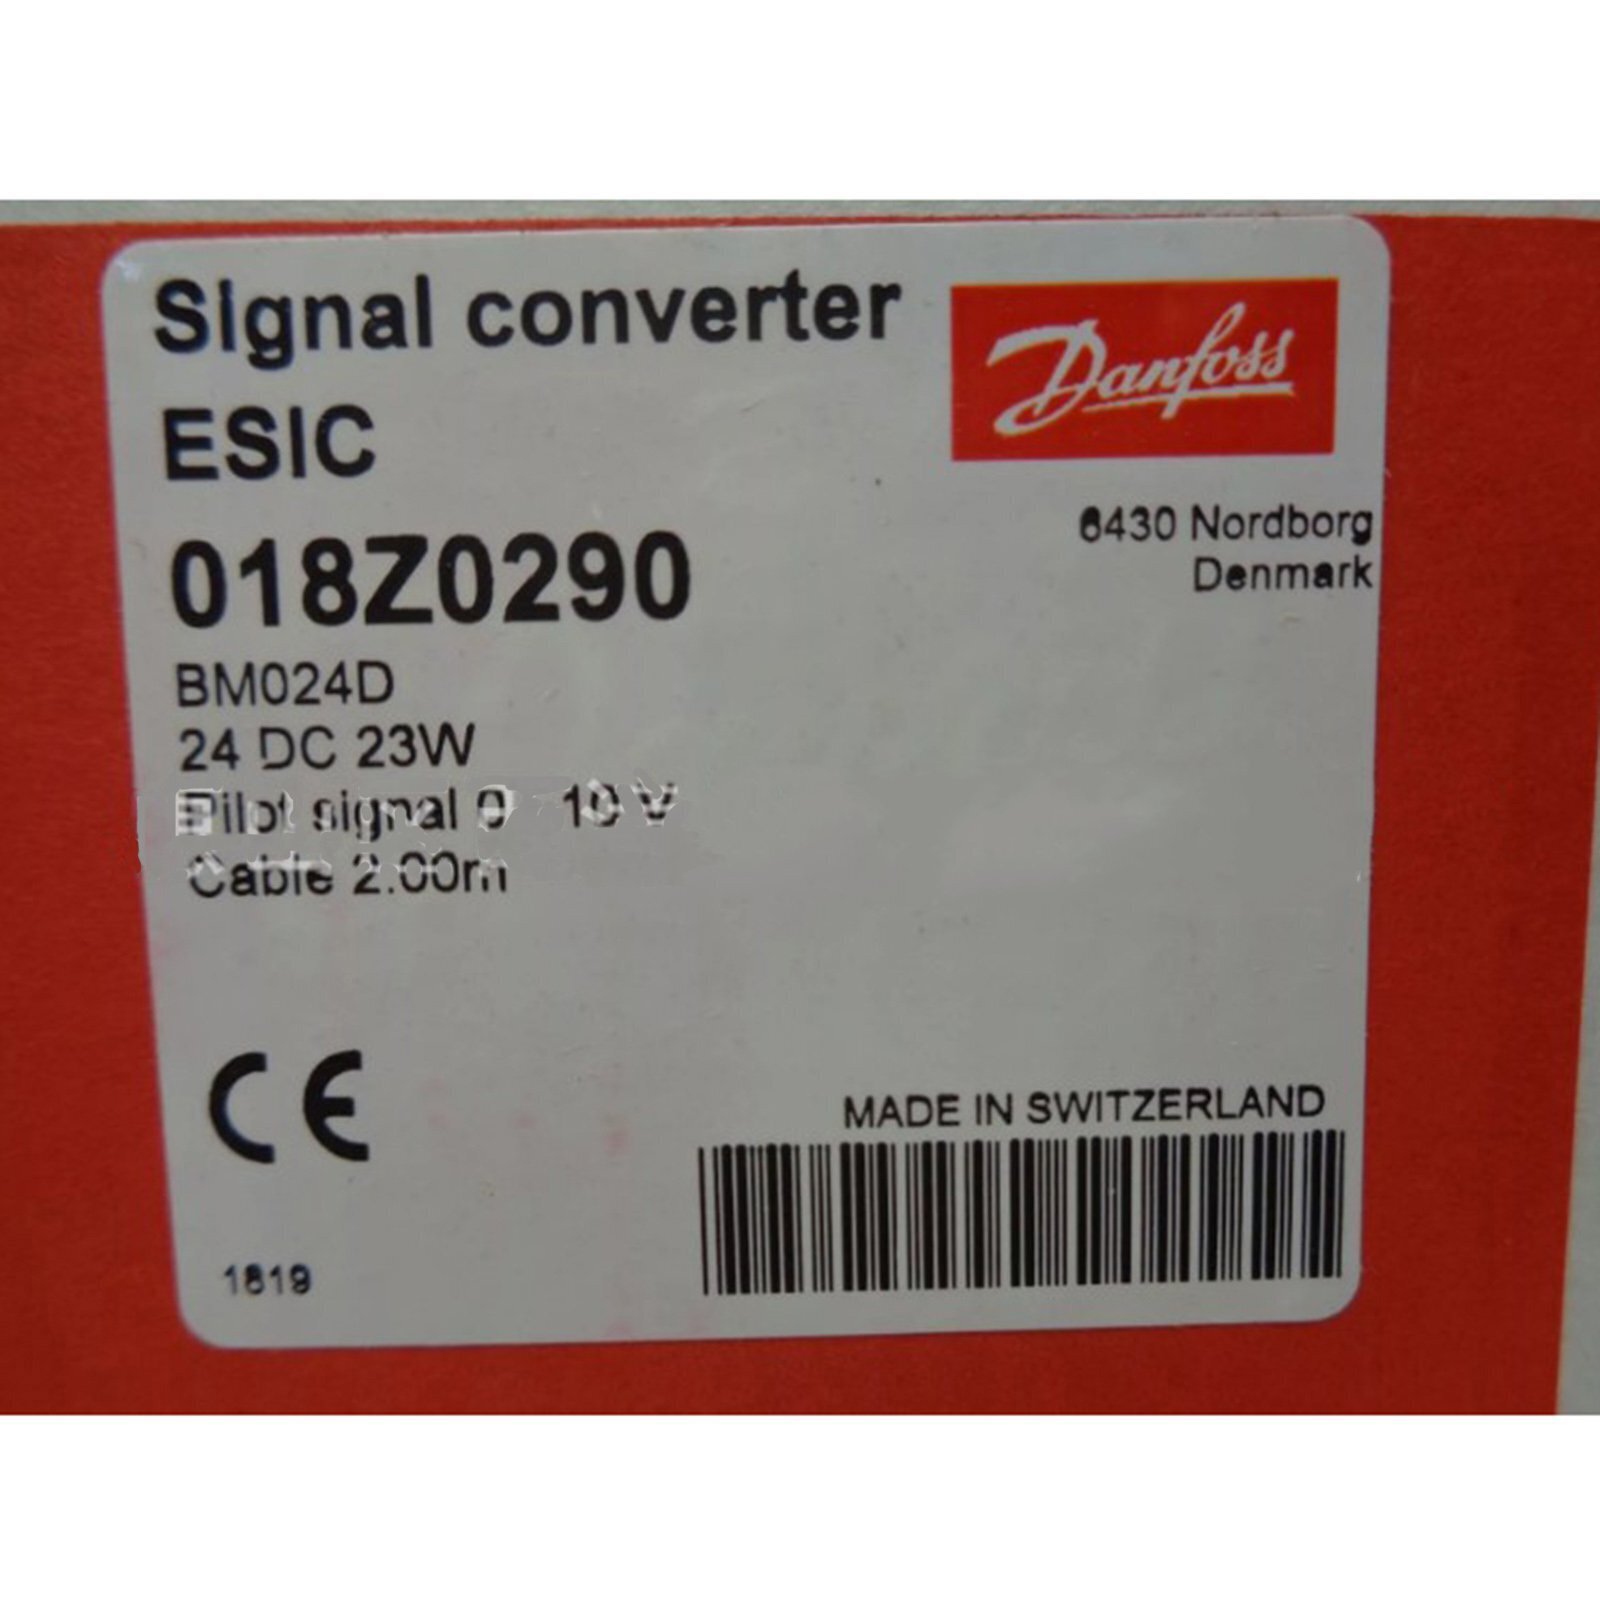 Signal converter
Danfoss
ESIC
018Z0290
6430 Nordborg
Denmark
BM024D
24 DC 23W
Pilot signal 0 10 V
Cable 2.00m
CE
MADE IN SWITZERLAND
1819